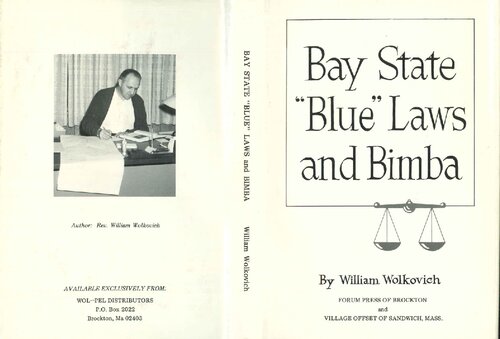 Author: Rev. William Wolkovich
AVAILABLE EXCLUSIVELY FROM:
WOL--PEL DISTRIBUTORS
P.O. Box 2022
Brockton, Ma 02403
BAY STATE "BLUE" LAWS and BIMBA William Wolkovich
Bay State
"Blue" Laws
and Bimba
By William Wolkovich
FORUM PRESS OF BROCKTON
and
VILLAGE OFFSET OF SANDWICH, MASS.